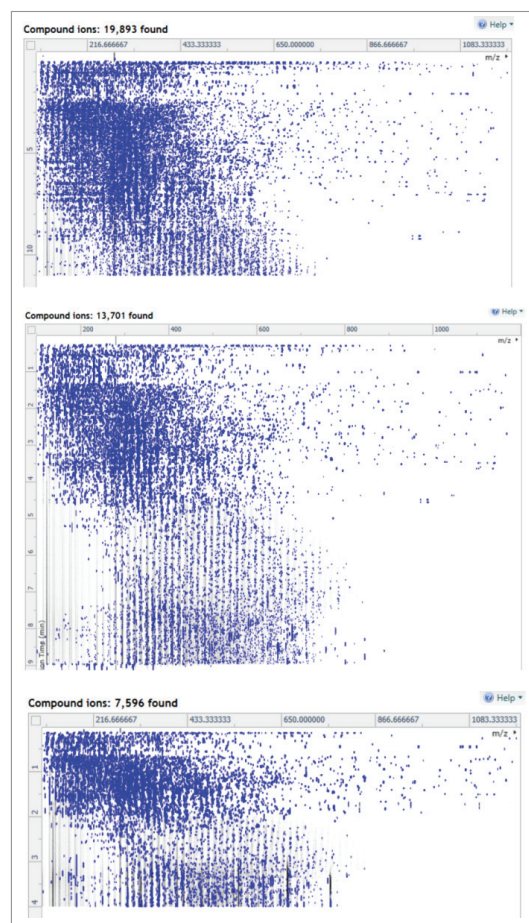 Compound ions: 19,893 found
Help
216.666667 433.333333 650.000000 866.666667 1083.333333
m/z
5
10
Compound ions: 13,701 found
Help
200 400 600 800 1000
m/z
1
2
3
4
5
6
7
8
9
on Time (min)
Compound ions: 7,596 found
Help
216.666667 433.333333 650.000000 866.666667 1083.333333
m/z
1
2
3
4